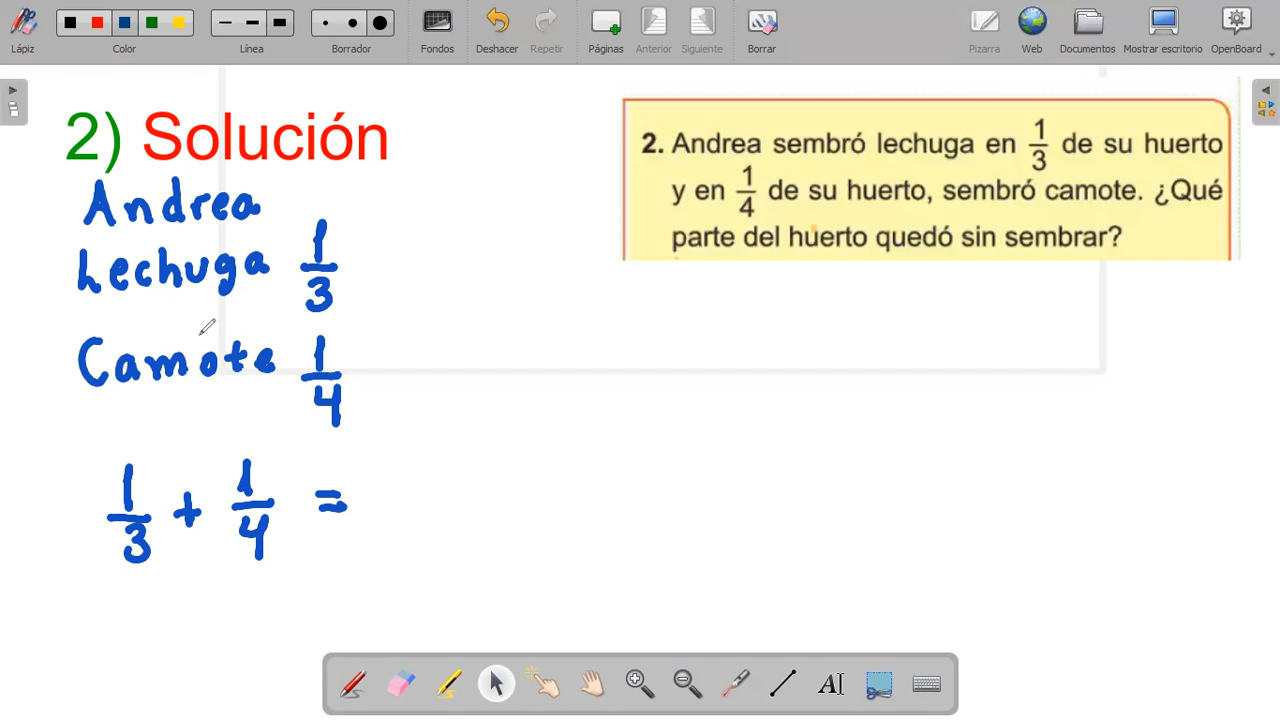 Lápiz Color Línea Borrador Fondos Deshacer Repetir Páginas Anterior Siguiente Borrar Pizarra Web Documentos Mostrar escritorio OpenBoard
2) Solución
Andrea
Lechuga 1/3
Camote 1/4
1/3 + 1/4 =
2. Andrea sembró lechuga en 1/3 de su huerto
y en 1/4 de su huerto, sembró camote. ¿Qué
parte del huerto quedó sin sembrar?
AI